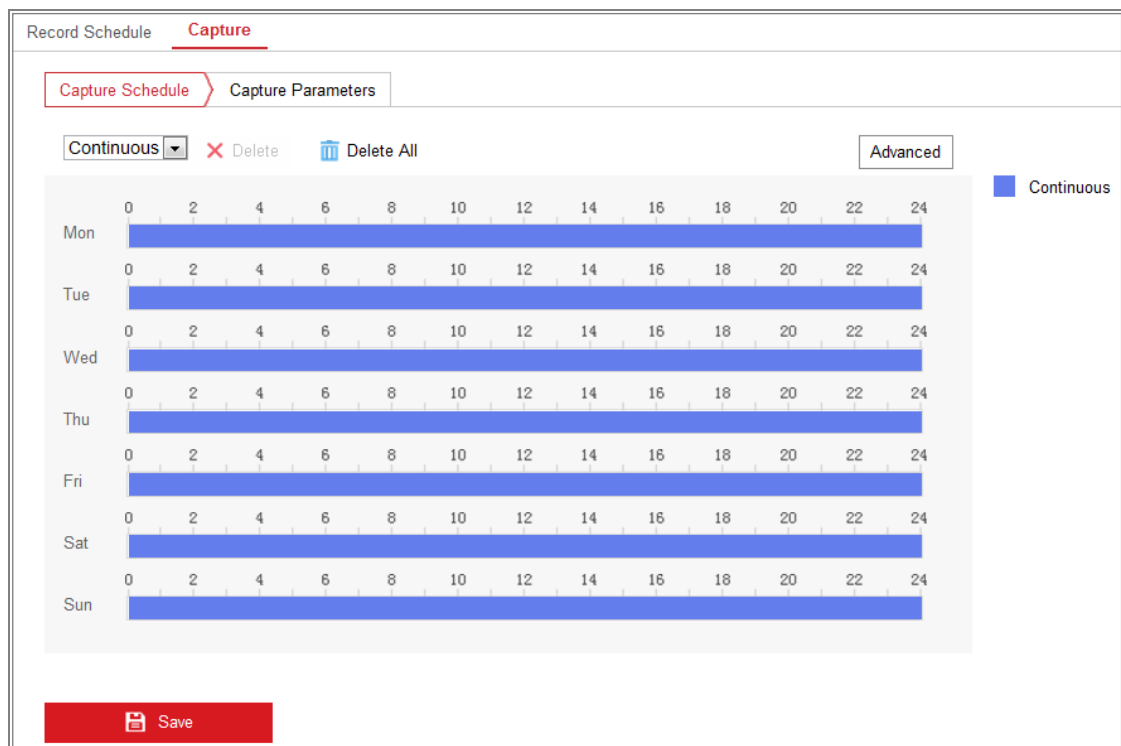 Record Schedule Capture
Capture Schedule Capture Parameters
Continuous Delete Delete All Advanced
Continuous
0 2 4 6 8 10 12 14 16 18 20 22 24
Mon
0 2 4 6 8 10 12 14 16 18 20 22 24
Tue
0 2 4 6 8 10 12 14 16 18 20 22 24
Wed
0 2 4 6 8 10 12 14 16 18 20 22 24
Thu
0 2 4 6 8 10 12 14 16 18 20 22 24
Fri
0 2 4 6 8 10 12 14 16 18 20 22 24
Sat
0 2 4 6 8 10 12 14 16 18 20 22 24
Sun
Save